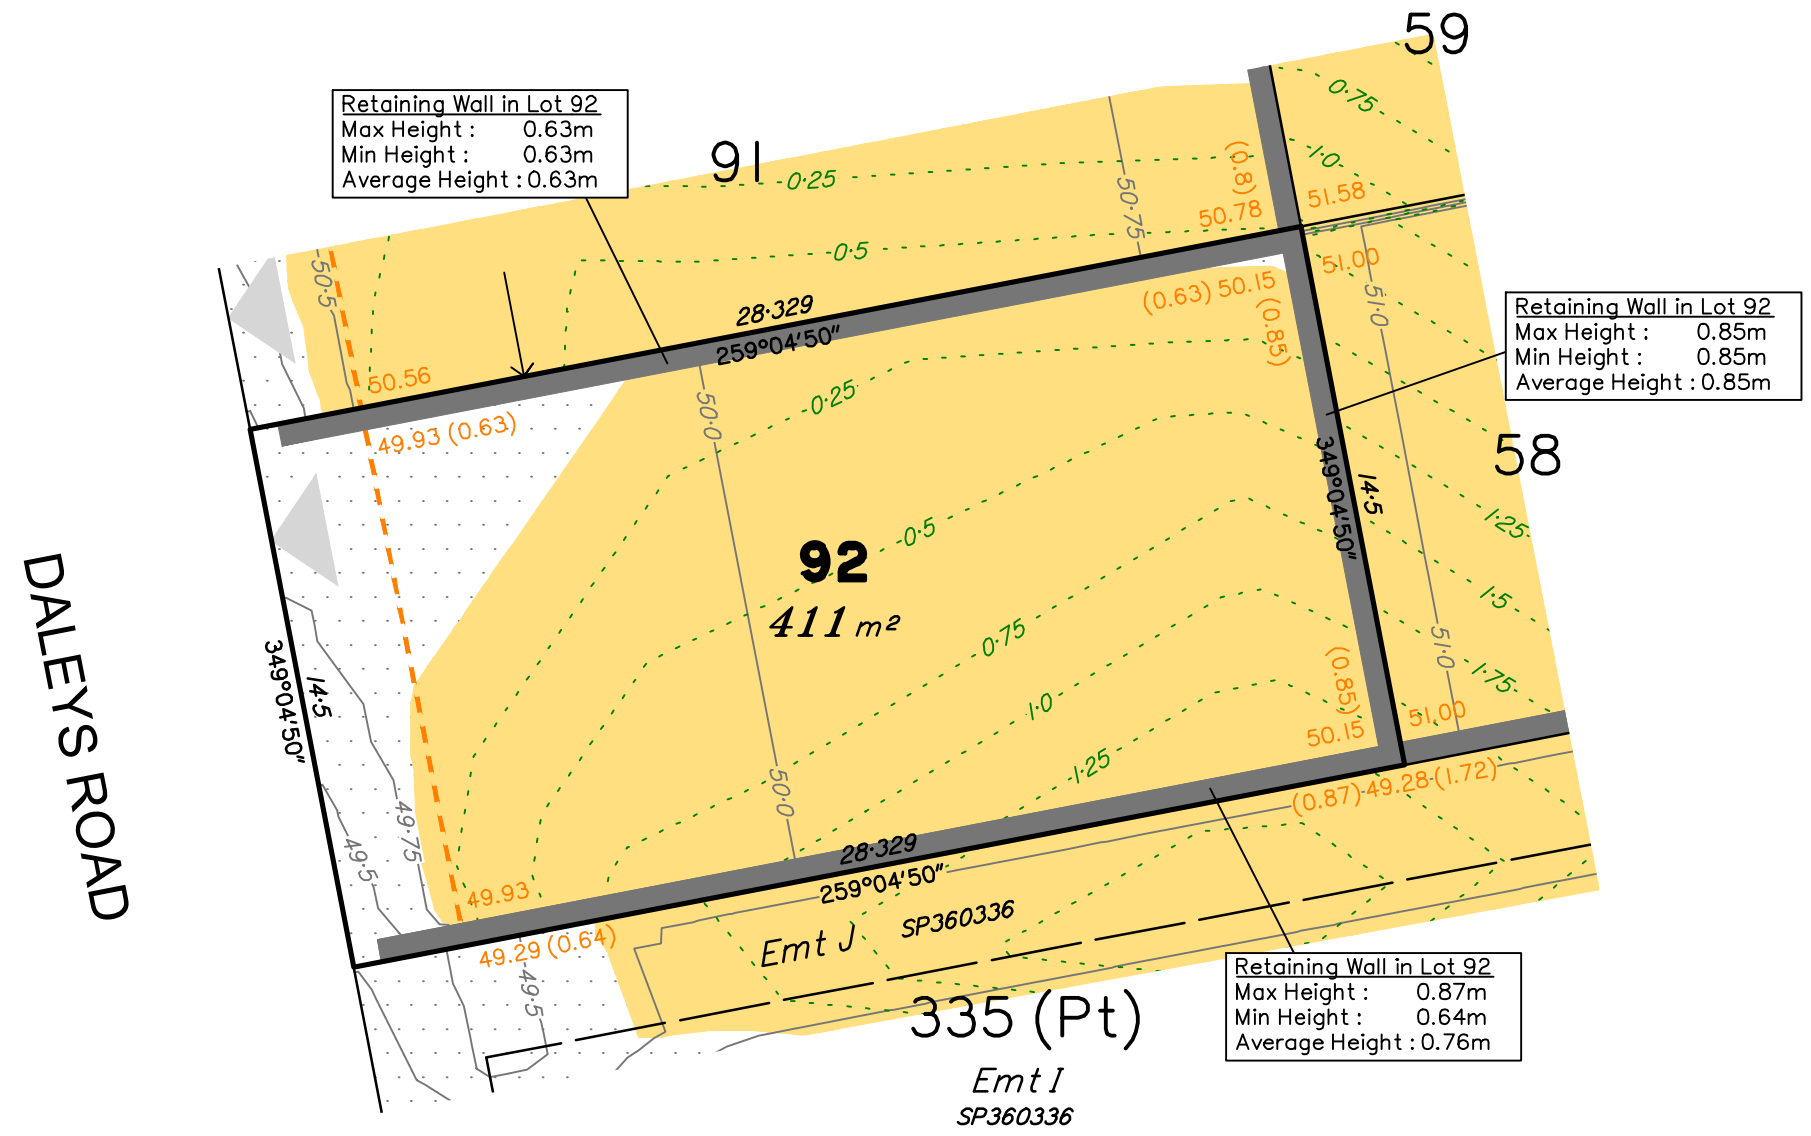 59
Retaining Wall in Lot 92
Max Height : 0.63m
Min Height : 0.63m
Average Height : 0.63m
91
0·75
1·0
0·25
(0.8)
50.78
51.58
50·75
50·5
0·5
51.00
(0.63) 50.15
(0.85)
51·0
28·329
259°04'50"
50.56
49.93 (0.63)
Retaining Wall in Lot 92
Max Height : 0.85m
Min Height : 0.85m
Average Height : 0.85m
50·0
0·25
58
349°04'50"
14·5
1·25
0·5
92
411 m²
0·75
1·5
51·0
DALEYS ROAD
349°04'50"
14·5
(0.85)
1·75
1·0
51.00
50.15
1·25
50·0
49·75
49·5
(0.87) 49.28 (1.72)
28·329
259°04'50"
49.93
49.29 (0.64)
49·5
Emt J
SP360336
Retaining Wall in Lot 92
Max Height : 0.87m
Min Height : 0.64m
Average Height : 0.76m
335 (Pt)
Emt I
SP360336